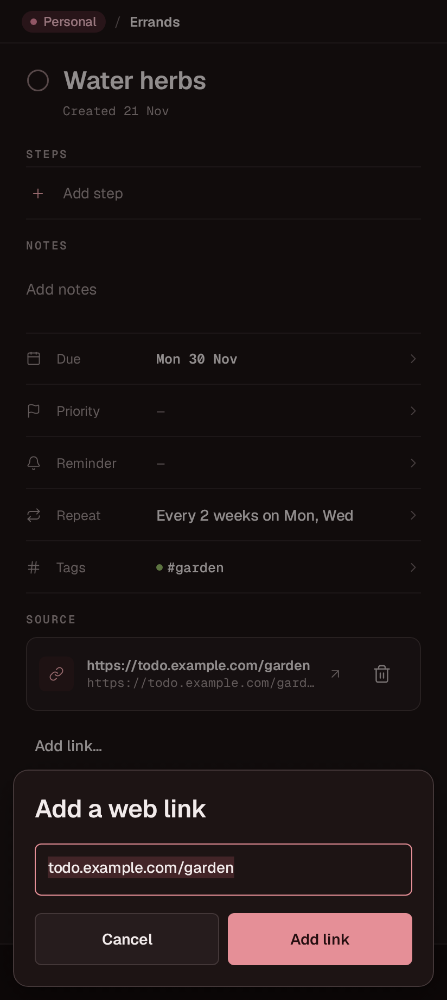 Personal / Errands
Water herbs
Created 21 Nov
STEPS
+ Add step
NOTES
Add notes
Due Mon 30 Nov
Priority –
Reminder –
Repeat Every 2 weeks on Mon, Wed
Tags #garden
SOURCE
https://todo.example.com/garden
https://todo.example.com/gard…
Add link…
Add a web link
todo.example.com/garden
Cancel Add link